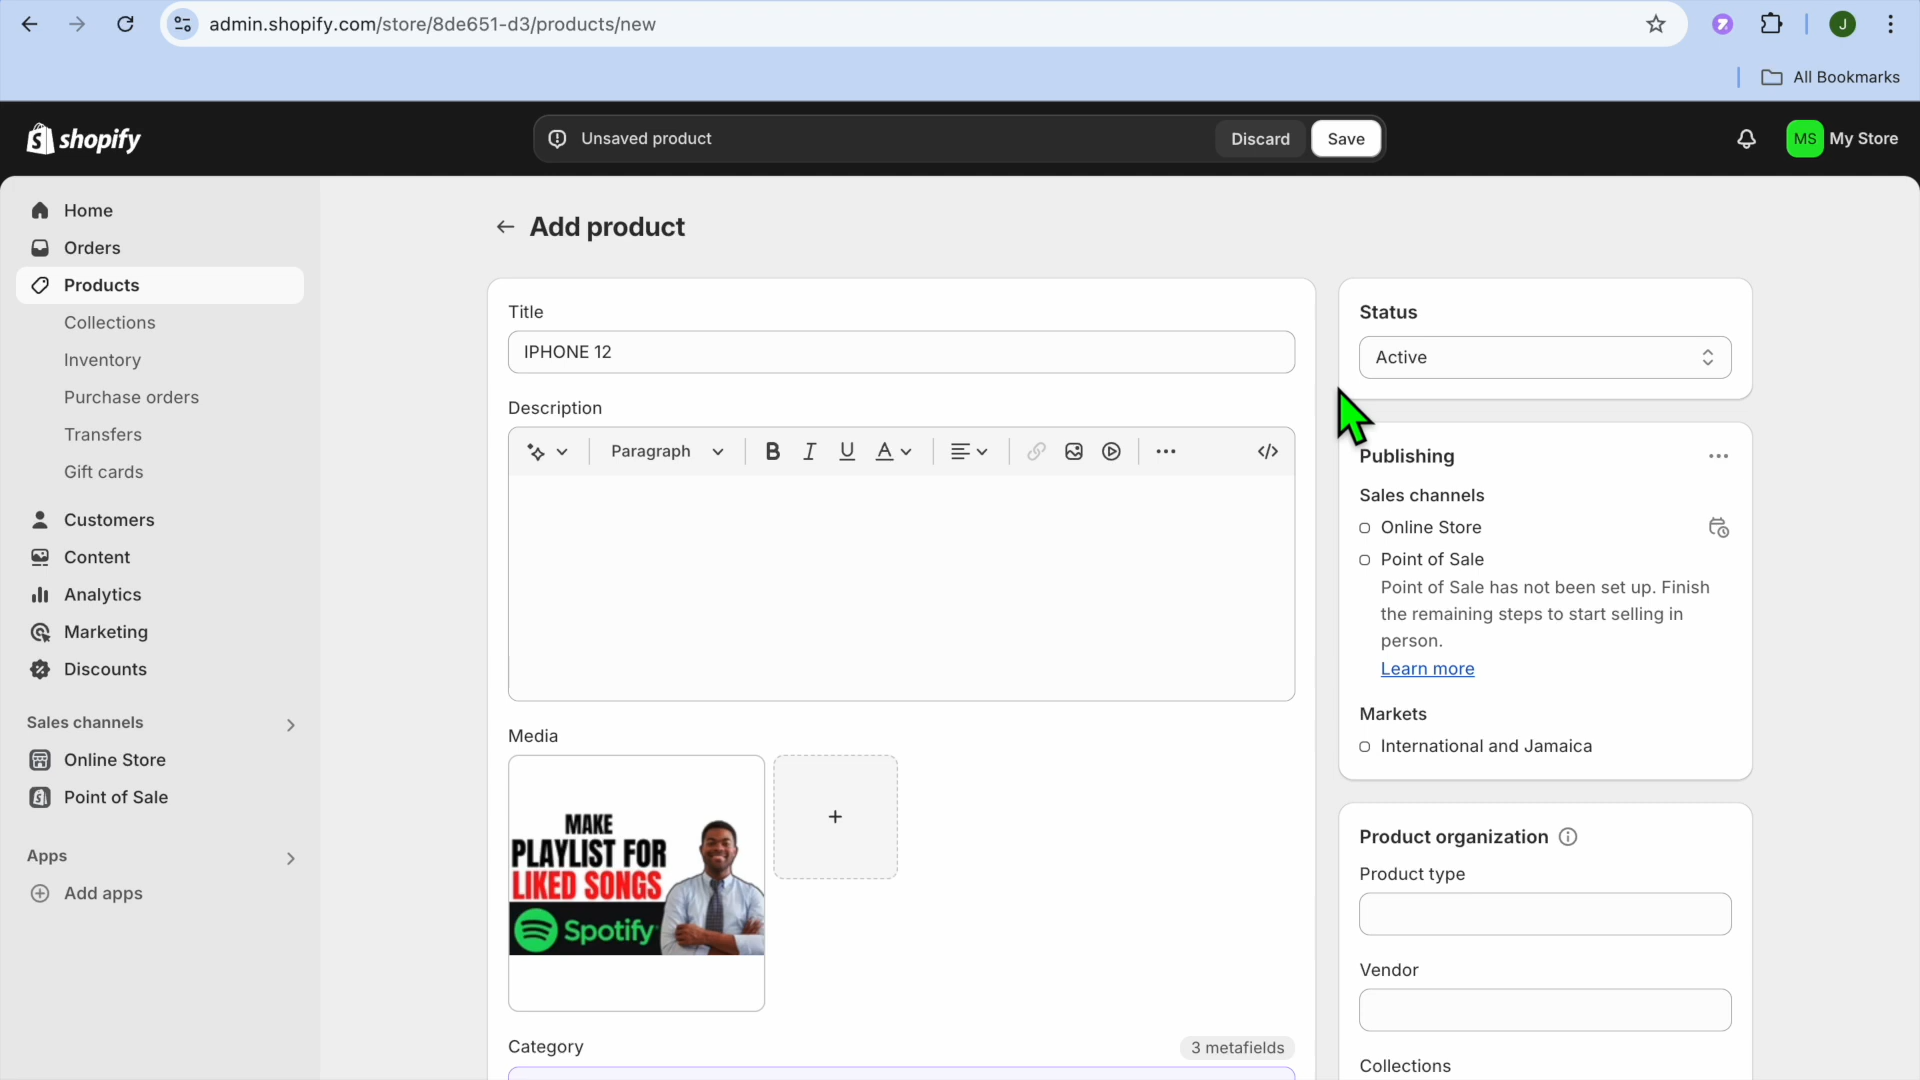 admin.shopify.com/store/8de651-d3/products/new
J
All Bookmarks
shopify
Unsaved product
Discard
Save
MS
My Store
Home
Orders
Products
Collections
Inventory
Purchase orders
Transfers
Gift cards
Customers
Content
Analytics
Marketing
Discounts
Sales channels
Online Store
Point of Sale
Apps
Add apps
Add product
Title
IPHONE 12
Description
Paragraph
B I U A
Media
MAKE
PLAYLIST FOR
LIKED SONGS
Spotify
Category
3 metafields
Status
Active
Publishing
Sales channels
Online Store
Point of Sale
Point of Sale has not been set up. Finish
the remaining steps to start selling in
person.
Learn more
Markets
International and Jamaica
Product organization
Product type
Vendor
Collections